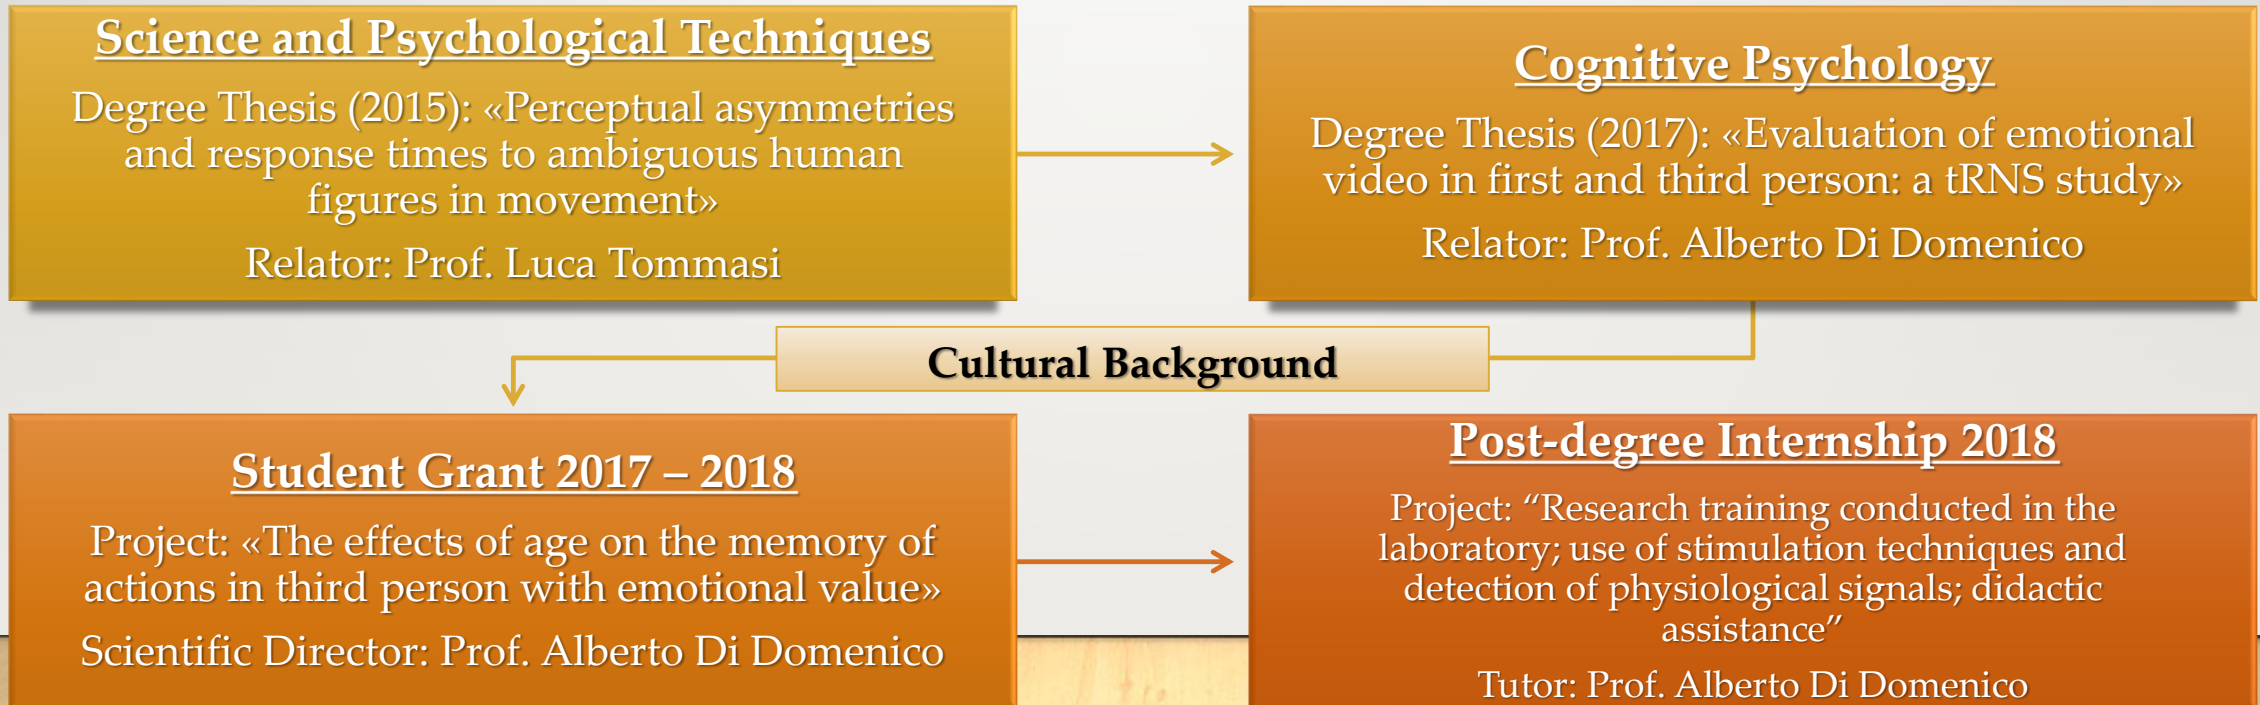 Science and Psychological Techniques
Degree Thesis (2015): «Perceptual asymmetries
and response times to ambiguous human
figures in movement»
Relator: Prof. Luca Tommasi
Cognitive Psychology
Degree Thesis (2017): «Evaluation of emotional
video in first and third person: a tRNS study»
Relator: Prof. Alberto Di Domenico
Cultural Background
Student Grant 2017 – 2018
Project: «The effects of age on the memory of
actions in third person with emotional value»
Scientific Director: Prof. Alberto Di Domenico
Post-degree Internship 2018
Project: “Research training conducted in the
laboratory; use of stimulation techniques and
detection of physiological signals; didactic
assistance”
Tutor: Prof. Alberto Di Domenico